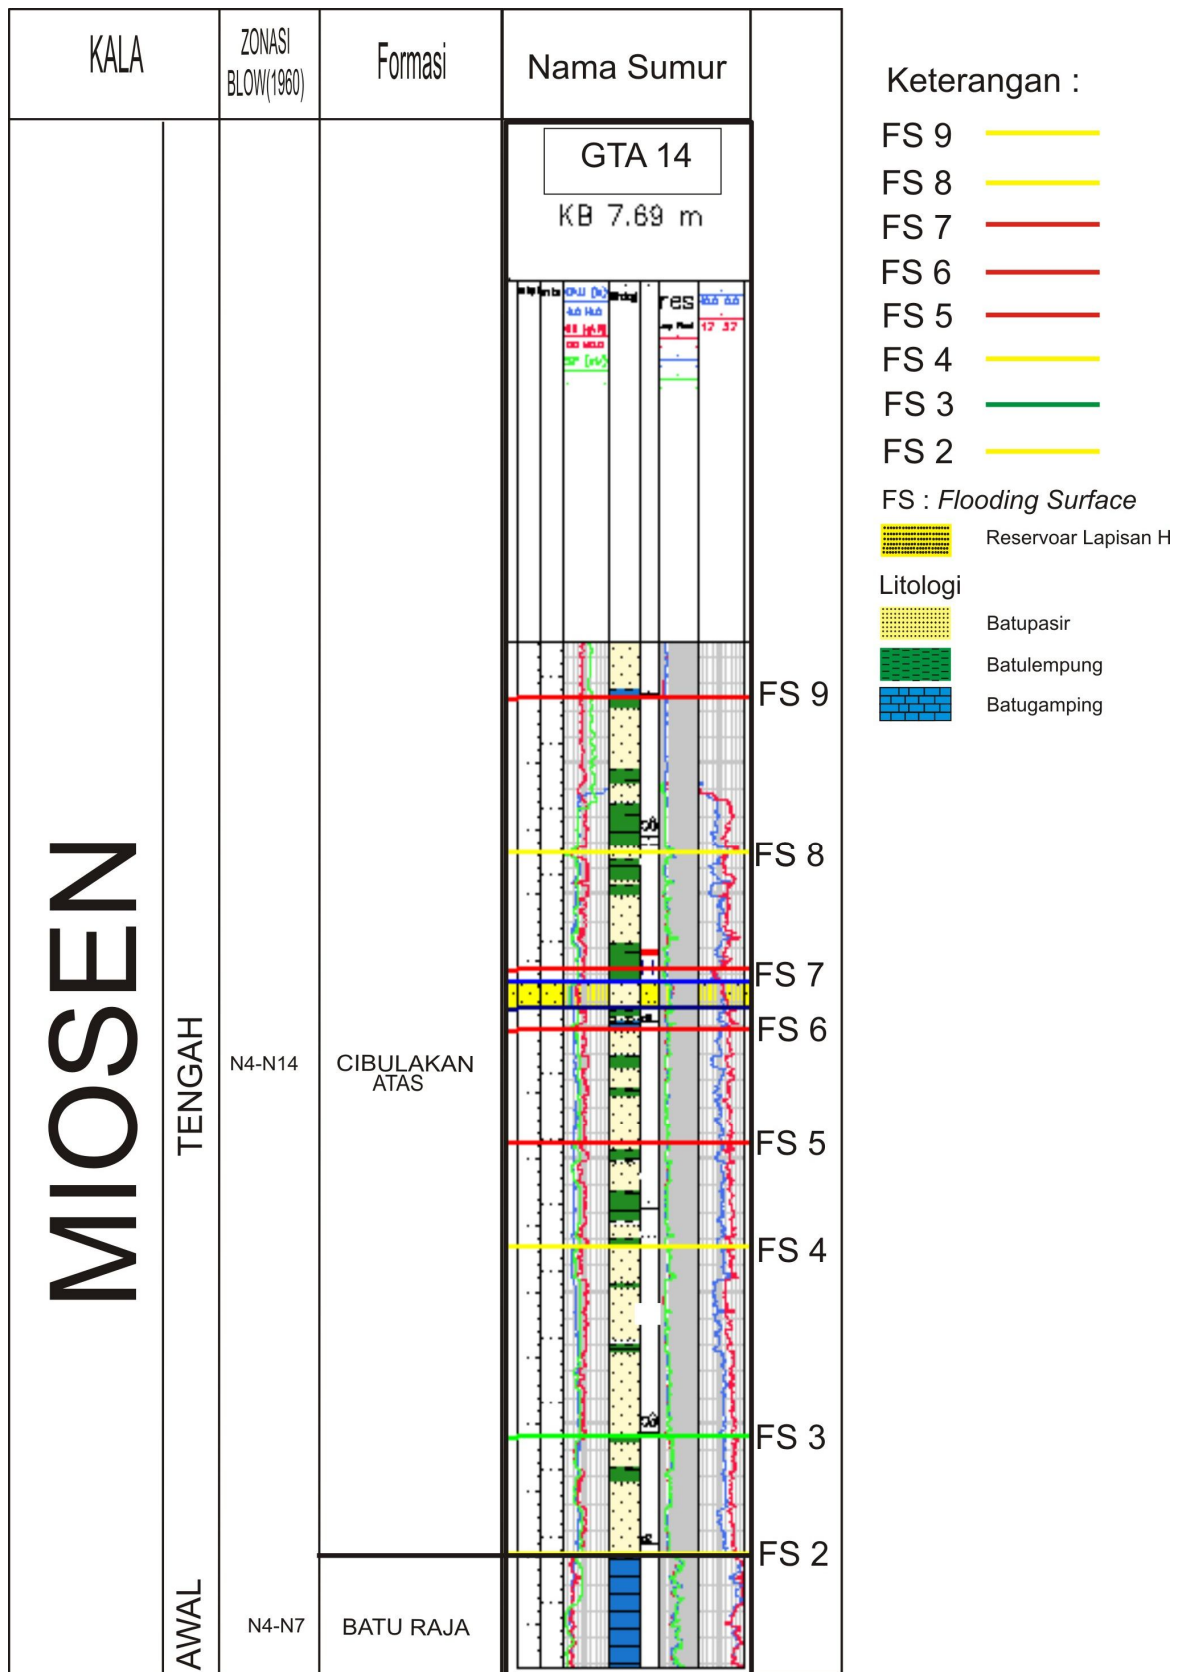 KALA
ZONASI
BLOW(1960)
Formasi
Nama Sumur
GTA 14
KB 7.69 m
res
17 37
MIOSEN
TENGAH
AWAL
N4-N14
CIBULAKAN
ATAS
N4-N7
BATU RAJA
FS 9
FS 8
FS 7
FS 6
FS 5
FS 4
FS 3
FS 2
Keterangan :
FS 9
FS 8
FS 7
FS 6
FS 5
FS 4
FS 3
FS 2
FS : Flooding Surface
Reservoar Lapisan H
Litologi
Batupasir
Batulempung
Batugamping